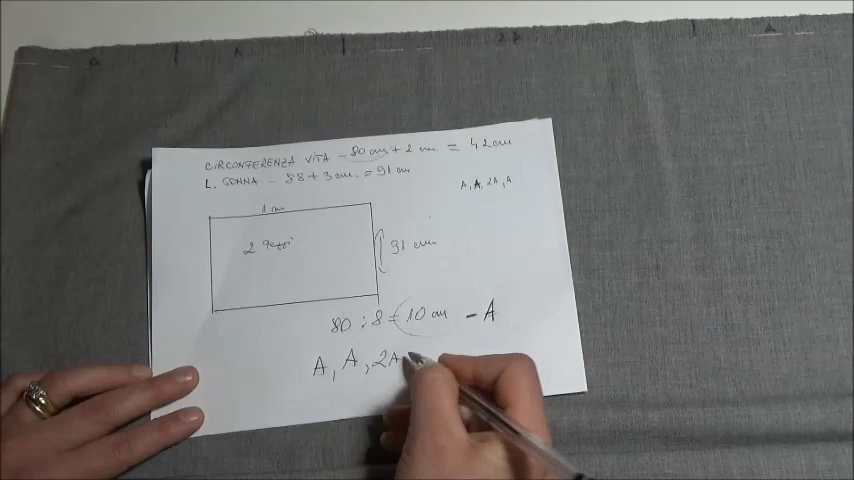 CIRCONFERENZA VITA - 80 cm + 2 cm. = 42 cm
L. GONNA - 88 + 3 cm. = 91 cm
A, A, 2A, A
1 m
2 Pezzi
91 cm
80 : 8 = 10 cm - A
A, A, 2A